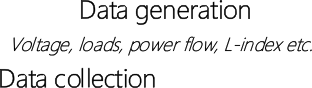 Data generation
Voltage, loads, power flow, L-index etc.
Data collection